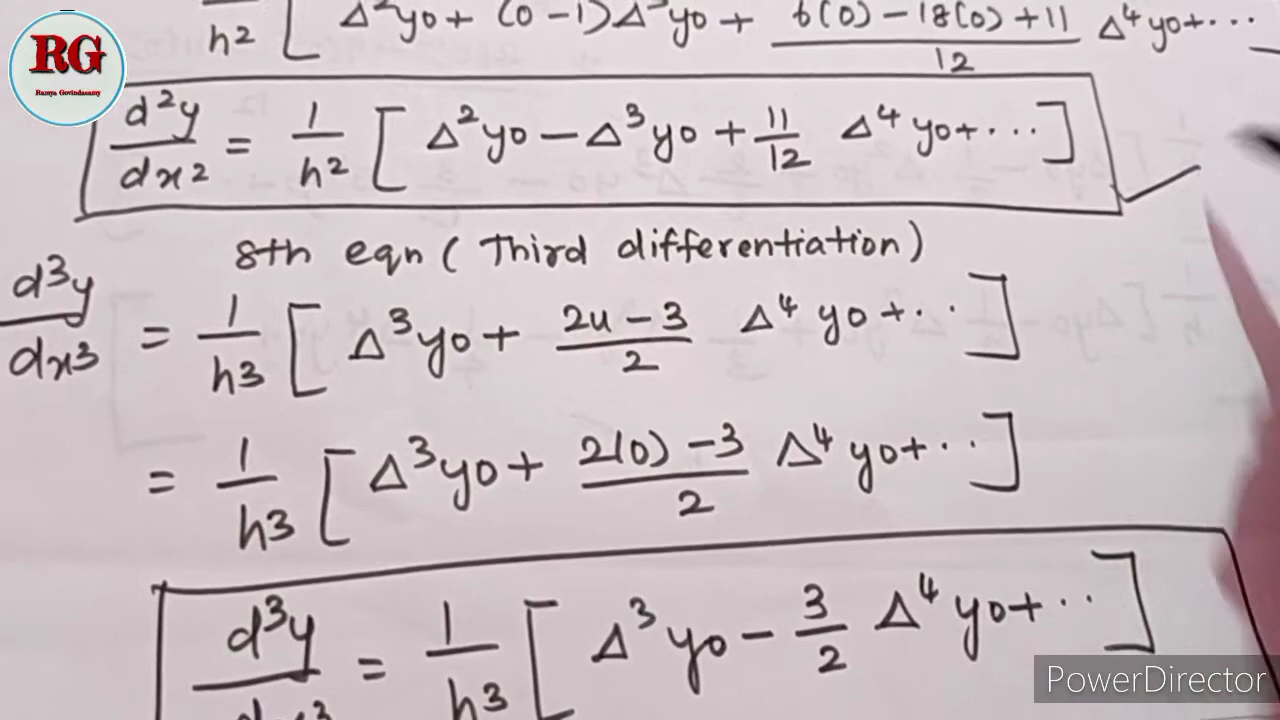 RG
Ramya Govindasamy
h2 [ Δ²y0 + (0-1)Δ³y0 + 6(0)-18(0)+11/12 Δ⁴y0+...
d²y/dx2 = 1/h2 [ Δ²y0 - Δ³y0 + 11/12 Δ⁴y0+... ]
8th eqn ( Third differentiation)
d³y/dx3 = 1/h3 [ Δ³y0 + 2u-3/2 Δ⁴y0+.. ]
= 1/h3 [ Δ³y0 + 2(0)-3/2 Δ⁴y0+.. ]
d³y/dx3 = 1/h3 [ Δ³y0 - 3/2 Δ⁴y0+.. ]
PowerDirector